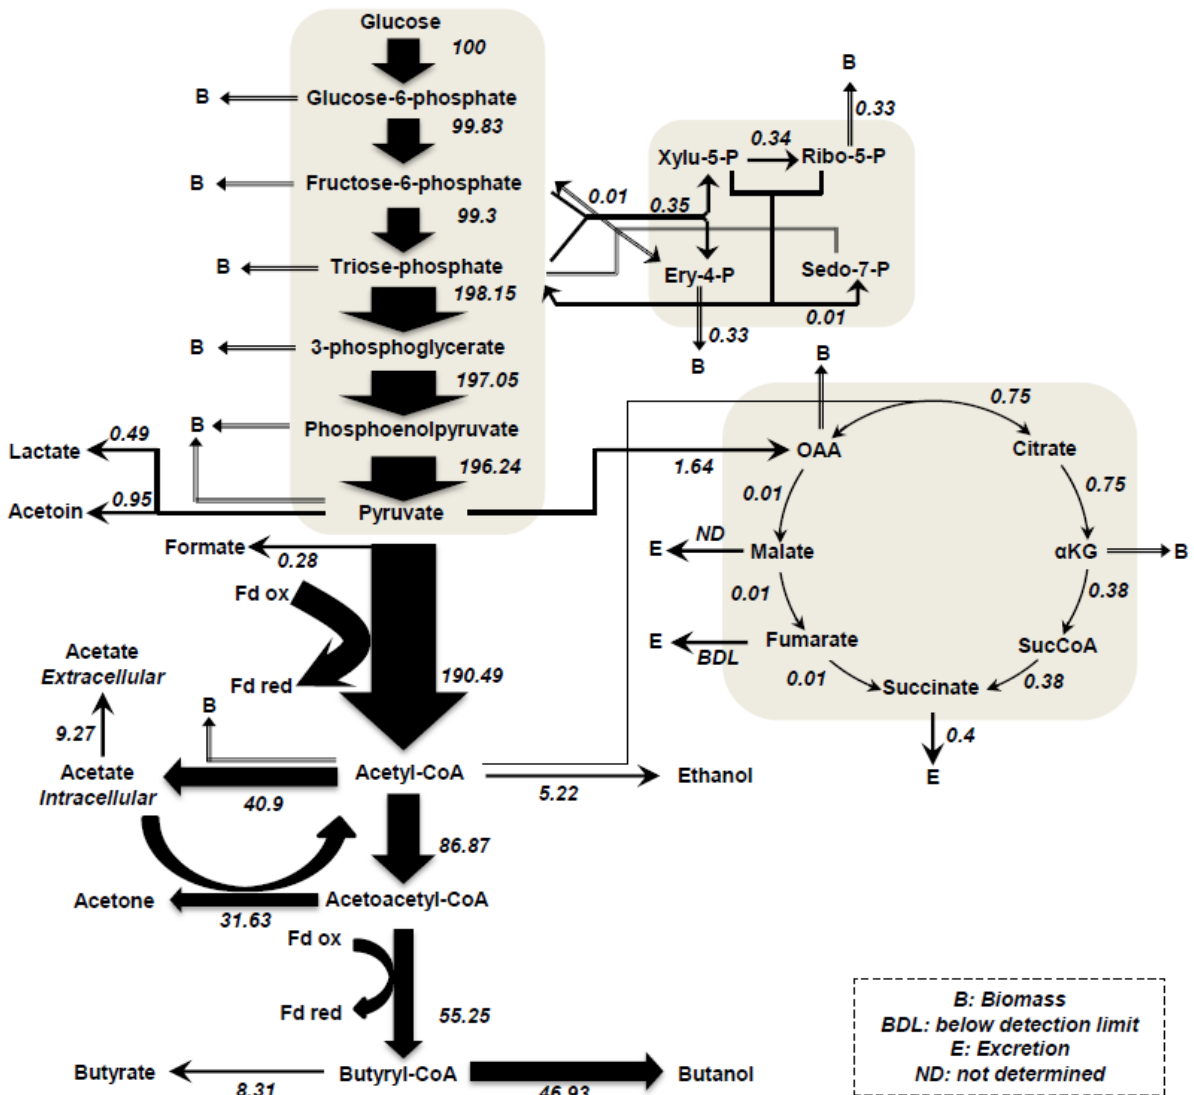 Glucose
100
B
Glucose-6-phosphate
99.83
B
Fructose-6-phosphate
99.3
B
Triose-phosphate
198.15
B
3-phosphoglycerate
197.05
B
Phosphoenolpyruvate
196.24
Pyruvate
B
0.33
0.34
Xylu-5-P
Ribo-5-P
0.01
0.35
Ery-4-P
Sedo-7-P
0.01
0.33
B
Lactate
0.49
Acetoin
0.95
1.64
B
0.75
OAA
Citrate
0.01
0.75
E
ND
Malate
αKG
B
0.01
0.38
E
BDL
Fumarate
SucCoA
0.01
0.38
Succinate
0.4
E
Formate
0.28
Fd ox
Fd red
190.49
Acetate
Extracellular
9.27
B
Acetate
Intracellular
40.9
Acetyl-CoA
5.22
Ethanol
86.87
Acetone
31.63
Acetoacetyl-CoA
Fd ox
Fd red
55.25
Butyrate
8.31
Butyryl-CoA
46.93
Butanol
B: Biomass
BDL: below detection limit
E: Excretion
ND: not determined